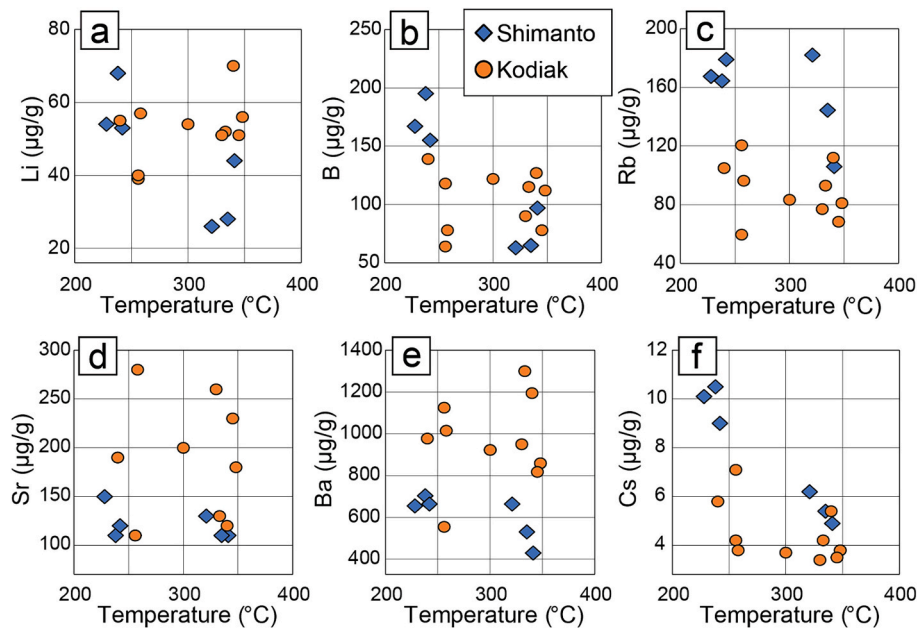 a
80
60
40
20
Li (µg/g)
200 300 400
Temperature (°C)
b
250
200
150
100
50
B (µg/g)
200 300 400
Temperature (°C)
Shimanto
Kodiak
c
200
160
120
80
40
Rb (µg/g)
200 300 400
Temperature (°C)
d
300
250
200
150
100
Sr (µg/g)
200 300 400
Temperature (°C)
e
1400
1200
1000
800
600
400
Ba (µg/g)
200 300 400
Temperature (°C)
f
12
10
8
6
4
Cs (µg/g)
200 300 400
Temperature (°C)